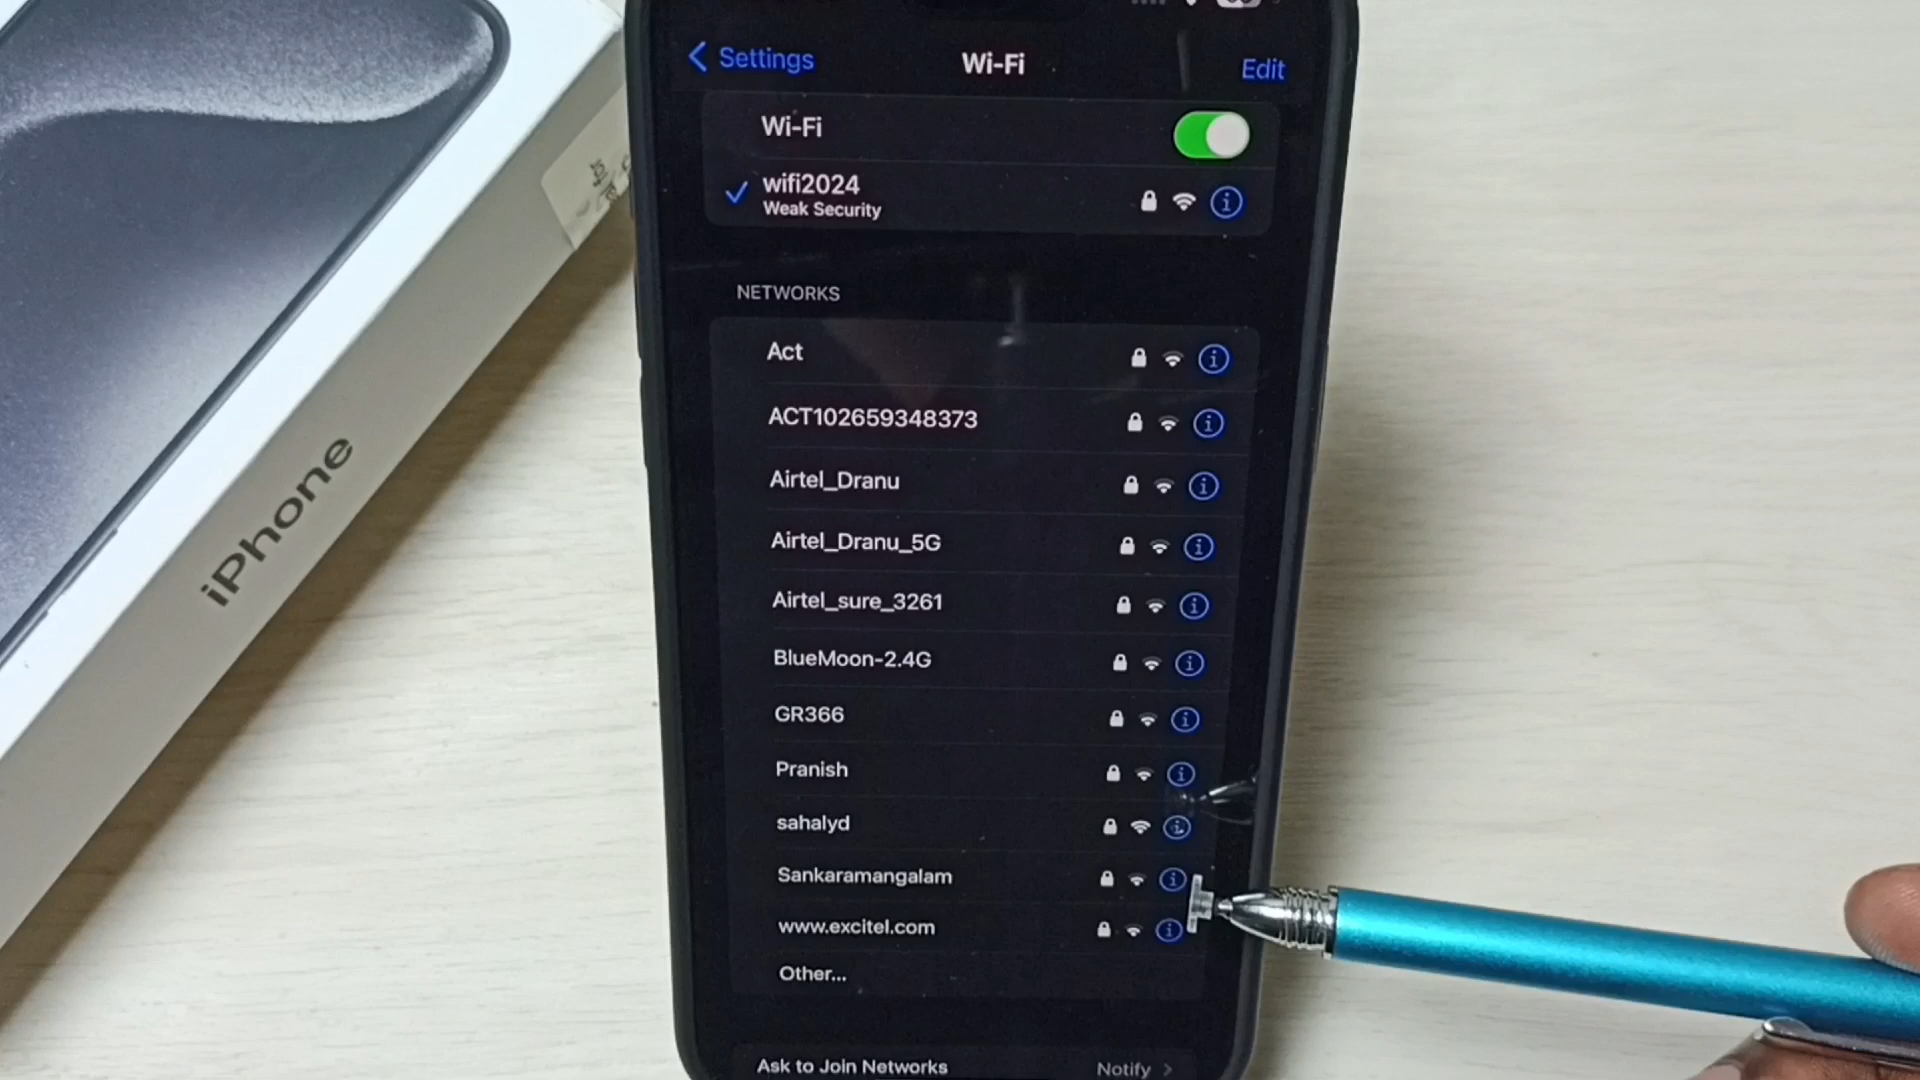 Settings
Wi-Fi
Edit
Wi-Fi
wifi2024
Weak Security
NETWORKS
Act
ACT102659348373
Airtel_Dranu
Airtel_Dranu_5G
Airtel_sure_3261
BlueMoon-2.4G
GR366
Pranish
sahalyd
Sankaramangalam
www.excitel.com
Other...
Ask to Join Networks
Notify
iPhone